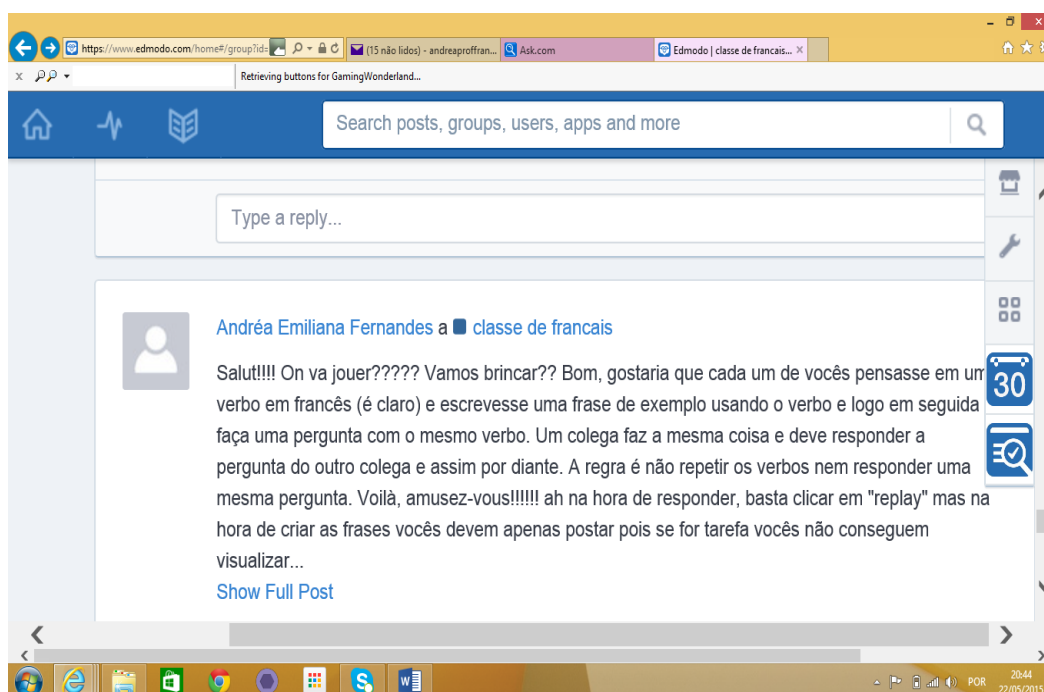 https://www.edmodo.com/home#/group?id=
(15 não lidos) - andreaproffran...
Ask.com
Edmodo | classe de francais... ×
x
Retrieving buttons for GamingWonderland...
Search posts, groups, users, apps and more
Type a reply...
Andréa Emiliana Fernandes a classe de francais
Salut!!!! On va jouer????? Vamos brincar?? Bom, gostaria que cada um de vocês pensasse em um
verbo em francês (é claro) e escrevesse uma frase de exemplo usando o verbo e logo em seguida
faça uma pergunta com o mesmo verbo. Um colega faz a mesma coisa e deve responder a
pergunta do outro colega e assim por diante. A regra é não repetir os verbos nem responder uma
mesma pergunta. Voilà, amusez-vous!!!!!! ah na hora de responder, basta clicar em "replay" mas na
hora de criar as frases vocês devem apenas postar pois se for tarefa vocês não conseguem
visualizar...
Show Full Post
30
POR
20:44
22/05/2015